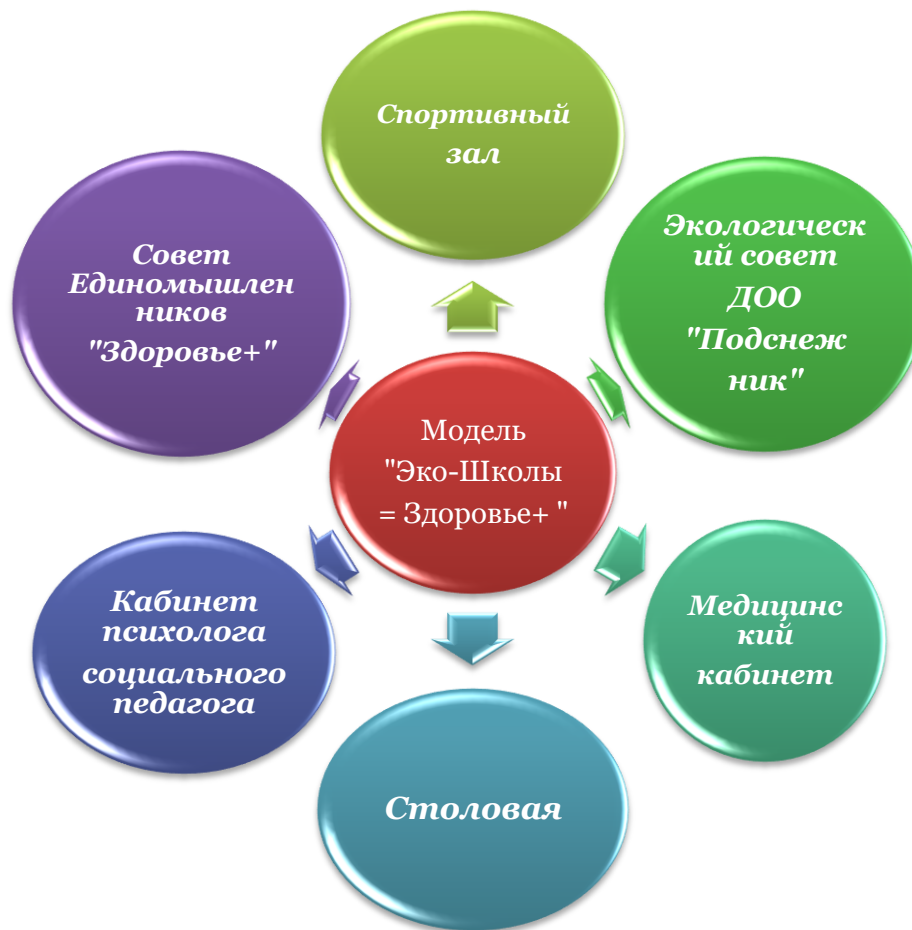 Спортивный
зал
Экологическ
ий совет
ДОО
"Подснеж
ник"
Медицинс
кий
кабинет
Столовая
Кабинет
психолога
социального
педагога
Совет
Единомышлен
ников
"Здоровье+"
Модель
"Эко-Школы
= Здоровье+ "